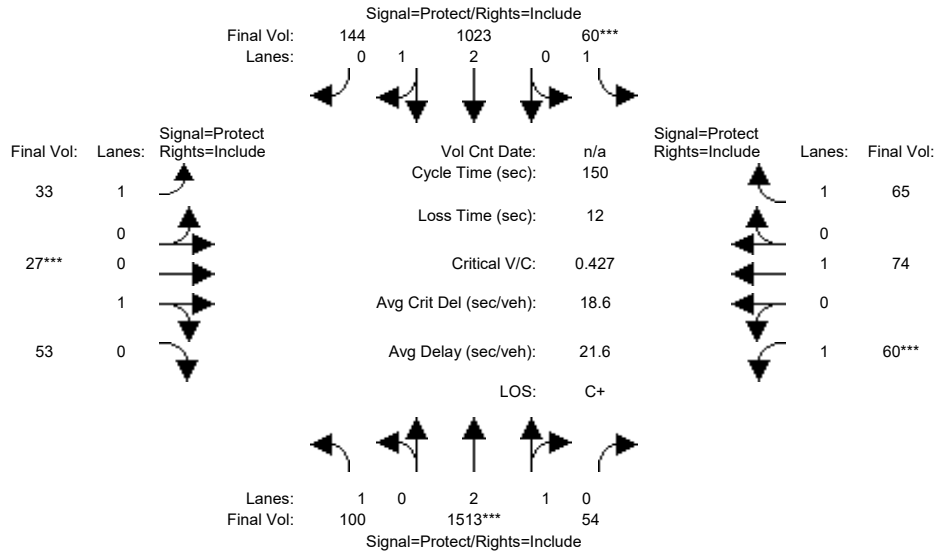 Signal=Protect/Rights=Include
Final Vol: 144 1023 60***
Lanes: 0 1 2 0 1
Signal=Protect Signal=Protect
Final Vol: Lanes: Rights=Include Vol Cnt Date: n/a Rights=Include Lanes: Final Vol:
Cycle Time (sec): 150
33 1 1 65
Loss Time (sec): 12
0 0
27*** 0 Critical V/C: 0.427 1 74
1 Avg Crit Del (sec/veh): 18.6 0
53 0 Avg Delay (sec/veh): 21.6 1 60***
LOS: C+
Lanes: 1 0 2 1 0
Final Vol: 100 1513*** 54
Signal=Protect/Rights=Include